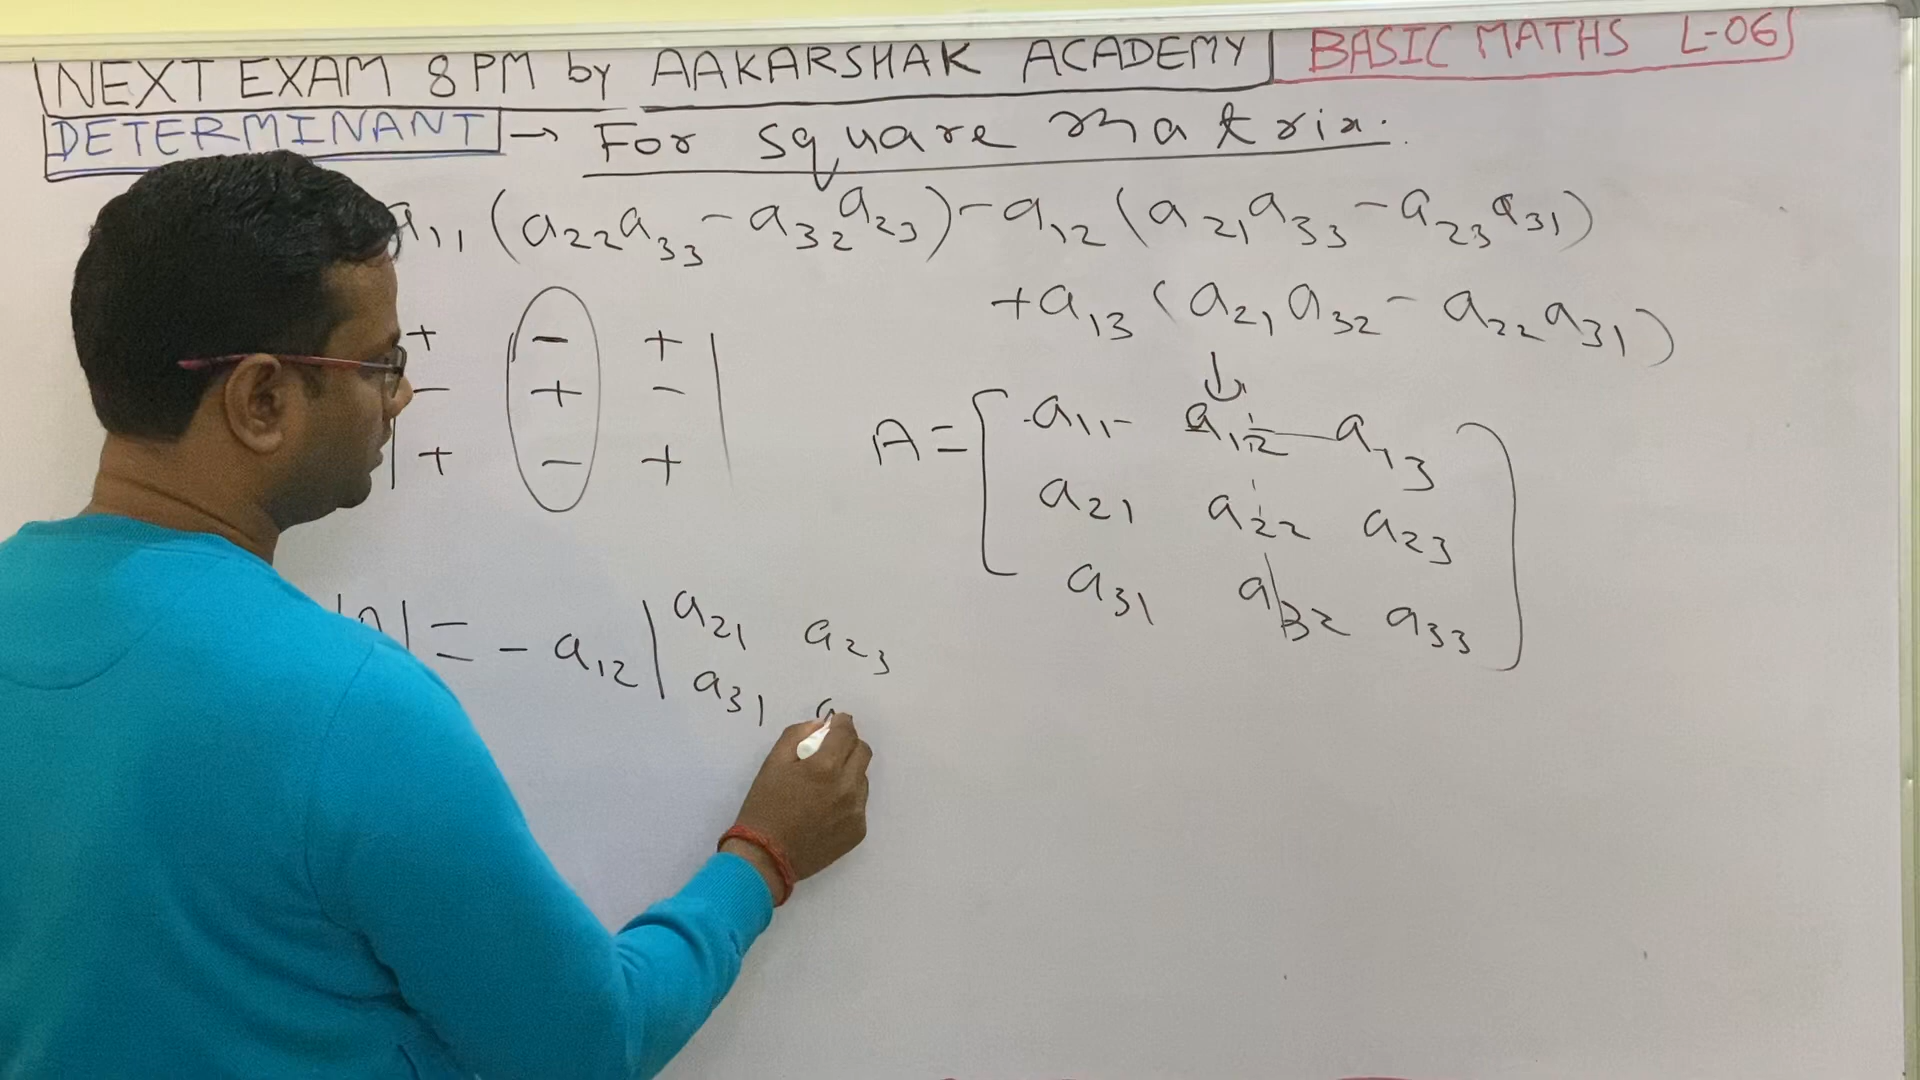 NEXT EXAM 8 PM by AAKARSHAK ACADEMY
BASIC MATHS L-06
DETERMINANT → For square matrix.
a11 (a22a33 - a32a23) - a12 (a21a33 - a23a31)
+ a13 (a21a32 - a22a31)
+ - +
- + -
+ - +
A = [ a11 a12 a13
a21 a22 a23
a31 a32 a33 ]
| = - a12 | a21 a23
a31 a